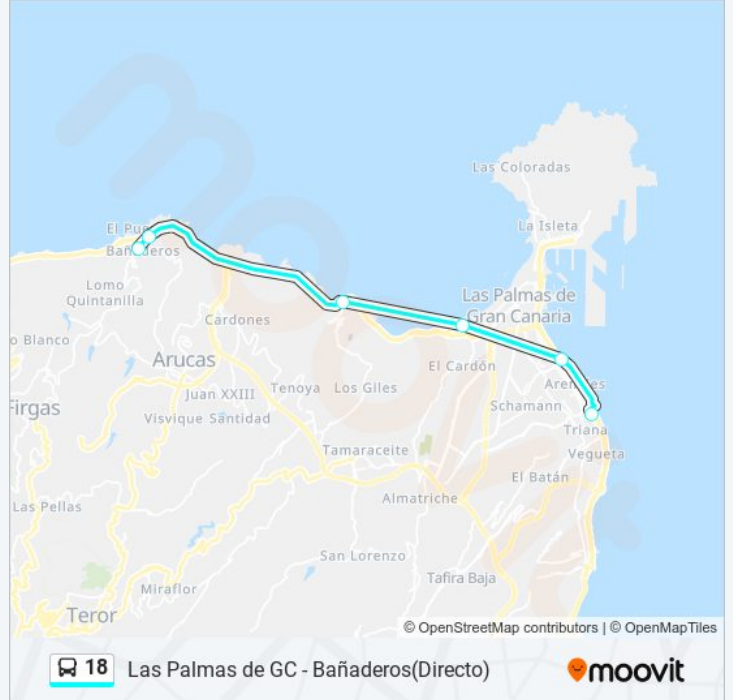 Las Coloradas
La Isleta
El Pue
Bañaderos
Lomo
Quintanilla
Las Palmas de
Gran Canaria
Cardones
o Blanco
Arucas
El Cardón
Juan XXIII
Tenoya
Los Giles
Arenales
Firgas
Visvique
Santidad
Schamann
Triana
Tamaraceite
Vegueta
El Batán
Almatriche
Las Pellas
San Lorenzo
Tafira Baja
Miraflor
Teror
© OpenStreetMap contributors | © OpenMapTiles
18 Las Palmas de GC - Bañaderos(Directo)
moovit